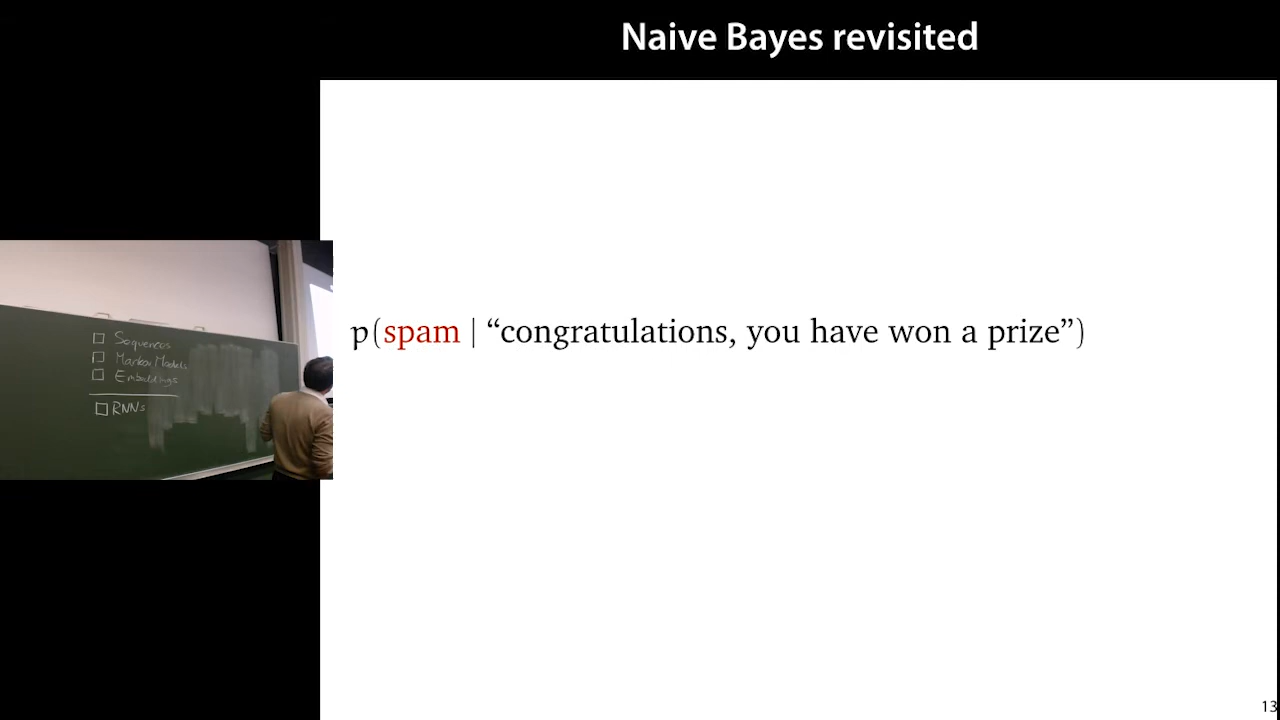 Naive Bayes revisited
p(spam | “congratulations, you have won a prize”)
Sequences
Markov Models
Embeddings
RNNs
13